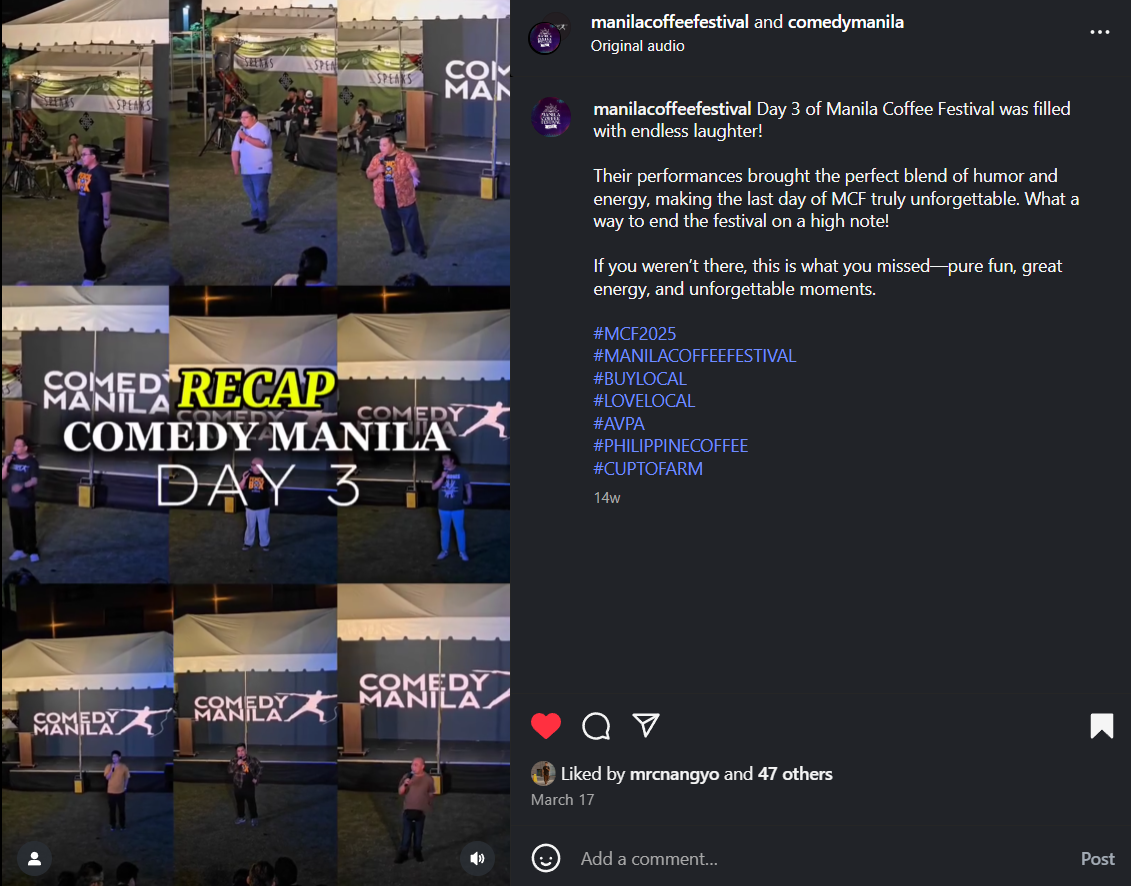 SPEAKS
SPEAKS
SPEAKS
COM
MAN
COMEDY
MANILA
COMEDY
MANILA
RECAP
COMEDY MANILA
DAY 3
COMEDY
MANILA
COMEDY
MANILA
COMEDY
MANILA
manilacoffeefestival and comedymanila
Original audio
manilacoffeefestival Day 3 of Manila Coffee Festival was filled
with endless laughter!
Their performances brought the perfect blend of humor and
energy, making the last day of MCF truly unforgettable. What a
way to end the festival on a high note!
If you weren’t there, this is what you missed—pure fun, great
energy, and unforgettable moments.
#MCF2025
#MANILACOFFEEFESTIVAL
#BUYLOCAL
#LOVELOCAL
#AVPA
#PHILIPPINECOFFEE
#CUPTOFARM
14w
Liked by mrcnangyo and 47 others
March 17
Add a comment...
Post